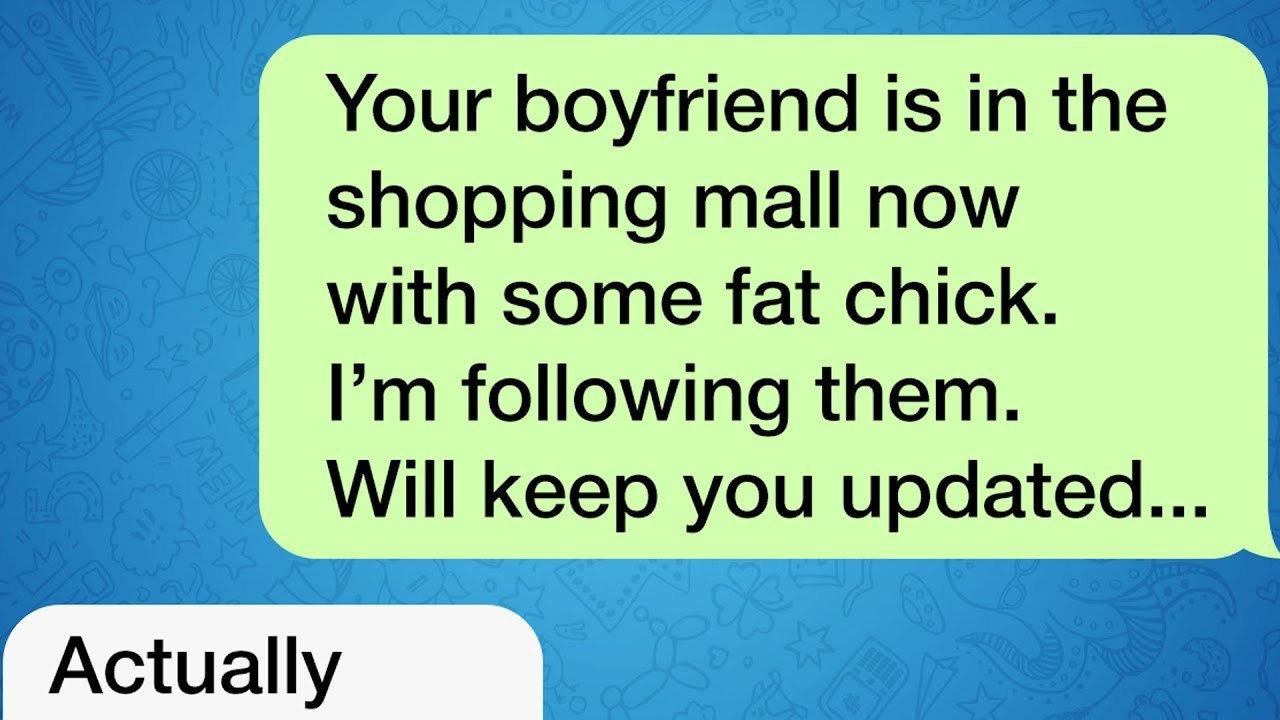 Your boyfriend is in the
shopping mall now
with some fat chick.
I’m following them.
Will keep you updated...
Actually